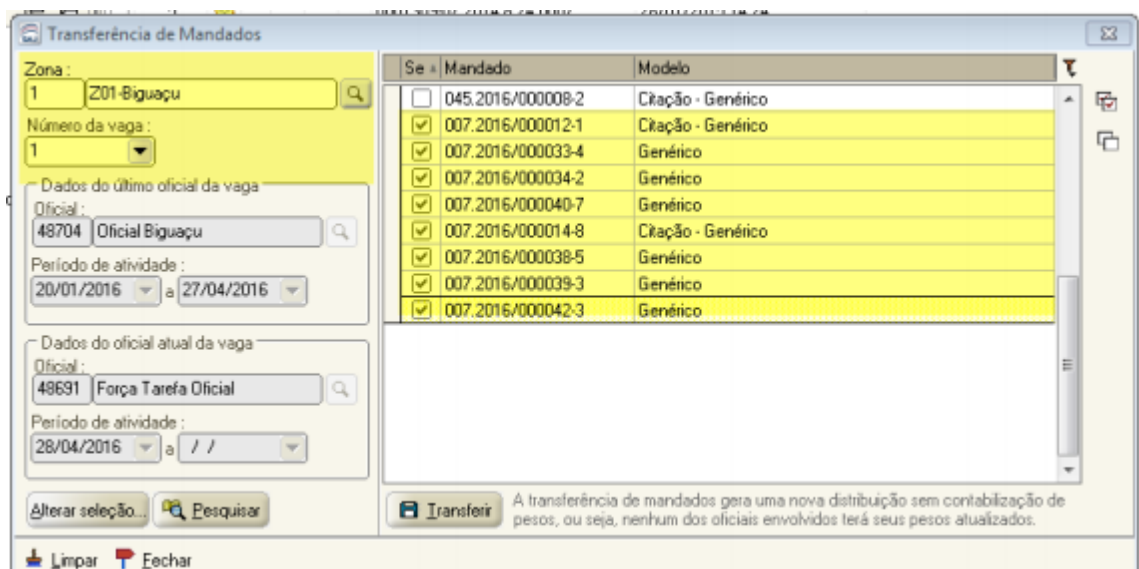 Transferência de Mandados
Zona :
1 Z01-Biguaçu
Número da vaga :
1
Dados do último oficial da vaga
Oficial :
48704 Oficial Biguaçu
Período de atividade :
20/01/2016 a 27/04/2016
Dados do oficial atual da vaga
Oficial :
48691 Força Tarefa Oficial
Período de atividade :
28/04/2016 a / /
Alterar seleção... Pesquisar
Se Mandado Modelo
045.2016/000008-2 Citação - Genérico
007.2016/000012-1 Citação - Genérico
007.2016/000033-4 Genérico
007.2016/000034-2 Genérico
007.2016/000040-7 Genérico
007.2016/000014-8 Citação - Genérico
007.2016/000038-5 Genérico
007.2016/000039-3 Genérico
007.2016/000042-3 Genérico
Transferir
A transferência de mandados gera uma nova distribuição sem contabilização de
pesos, ou seja, nenhum dos oficiais envolvidos terá seus pesos atualizados.
Limpar Fechar